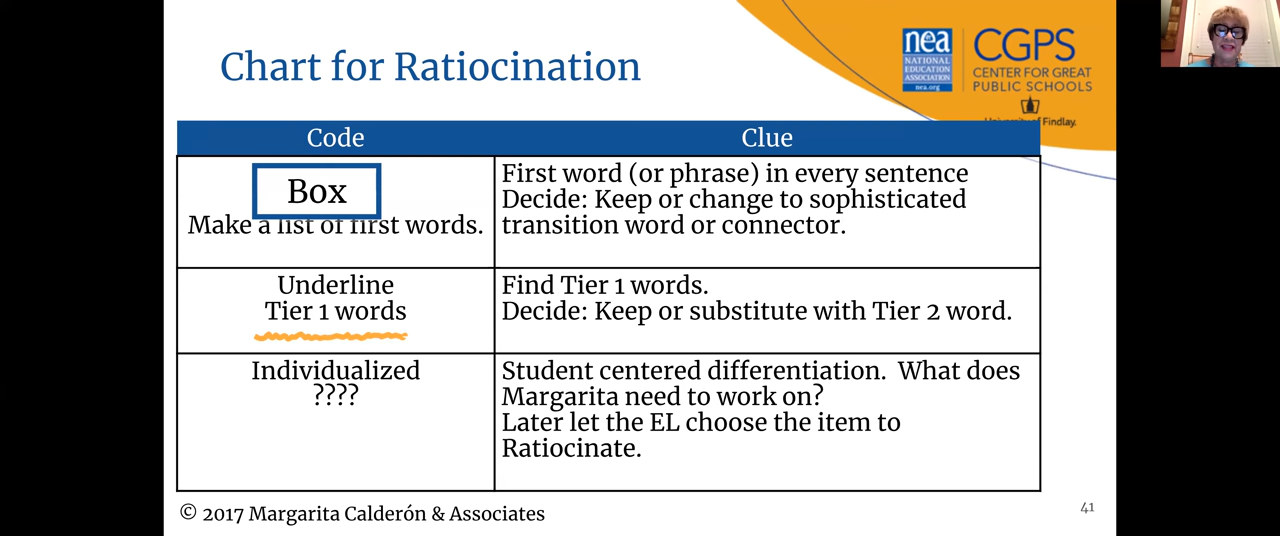 Chart for Ratiocination
nea
NATIONAL
EDUCATION
ASSOCIATION
nea.org
CGPS
CENTER FOR GREAT
PUBLIC SCHOOLS
University of Findlay.
Code
Clue
Box
Make a list of first words.
First word (or phrase) in every sentence
Decide: Keep or change to sophisticated
transition word or connector.
Underline
Tier 1 words
Find Tier 1 words.
Decide: Keep or substitute with Tier 2 word.
Individualized
????
Student centered differentiation. What does
Margarita need to work on?
Later let the EL choose the item to
Ratiocinate.
© 2017 Margarita Calderón & Associates
41